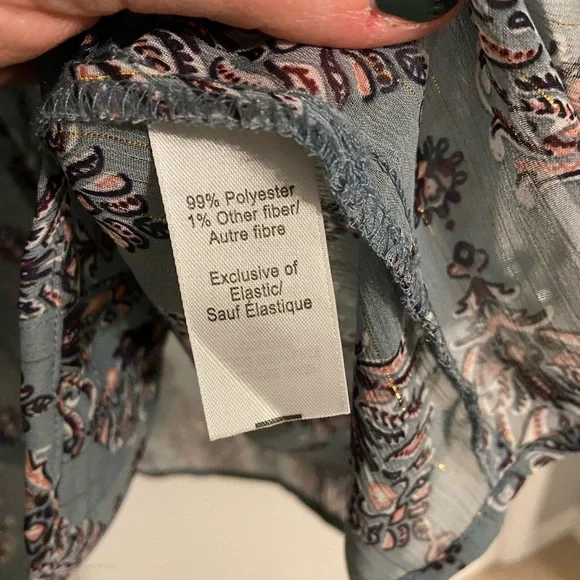 99% Polyester
1% Other fiber/
Autre fibre
Exclusive of
Elastic/
Sauf Élastique